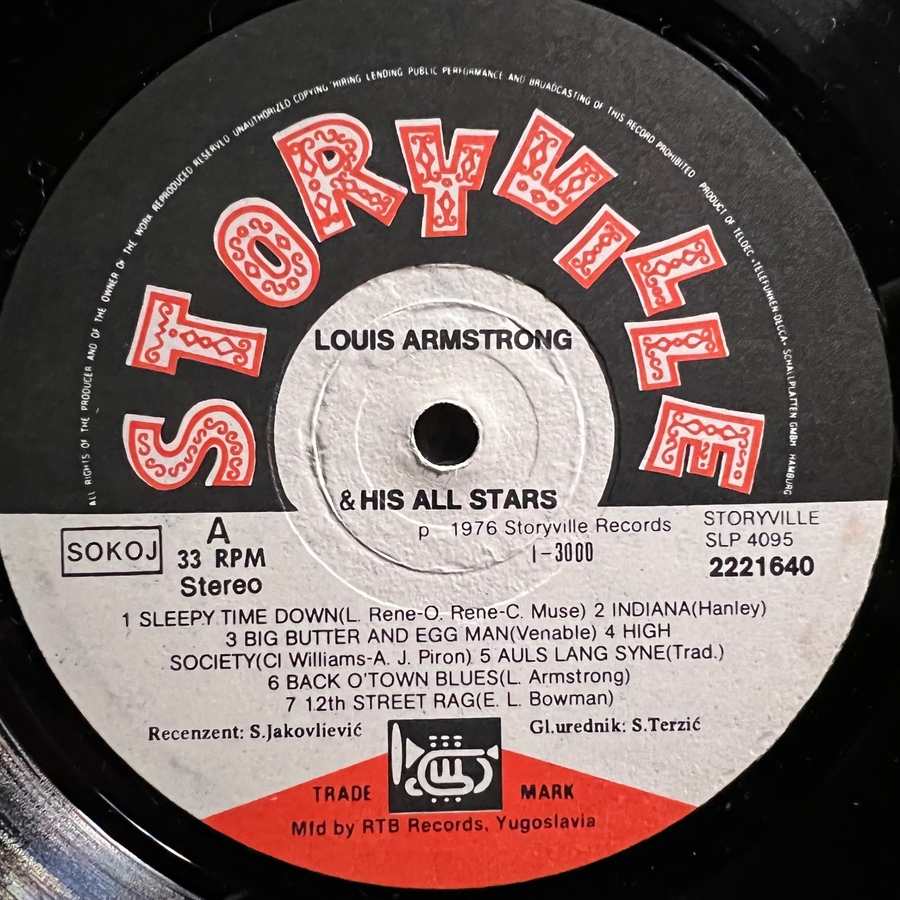 ALL RIGHTS OF THE PRODUCER AND OF THE OWNER OF THE WORK REPRODUCED RESERVED UNAUTHORIZED COPYING HIRING LENDING PUBLIC PERFORMANCE AND BROADCASTING OF THIS RECORD PROHIBITED PRODUCT OF TELDEC »TELEFUNKEN-DECCA« SCHALLPLATTEN GMBH HAMBURG
STORYVILLE
LOUIS ARMSTRONG
& HIS ALL STARS
p 1976 Storyville Records
1-3000
SOKOJ
A
33 RPM
Stereo
STORYVILLE
SLP 4095
2221640
1 SLEEPY TIME DOWN(L. Rene-O. Rene-C. Muse) 2 INDIANA(Hanley)
3 BIG BUTTER AND EGG MAN(Venable) 4 HIGH
SOCIETY(Cl Williams-A. J. Piron) 5 AULS LANG SYNE(Trad.)
6 BACK O'TOWN BLUES(L. Armstrong)
7 12th STREET RAG(E. L. Bowman)
Recenzent: S.Jakovliević Gl.urednik: S.Terzić
TRADE MARK
Mfd by RTB Records, Yugoslavia